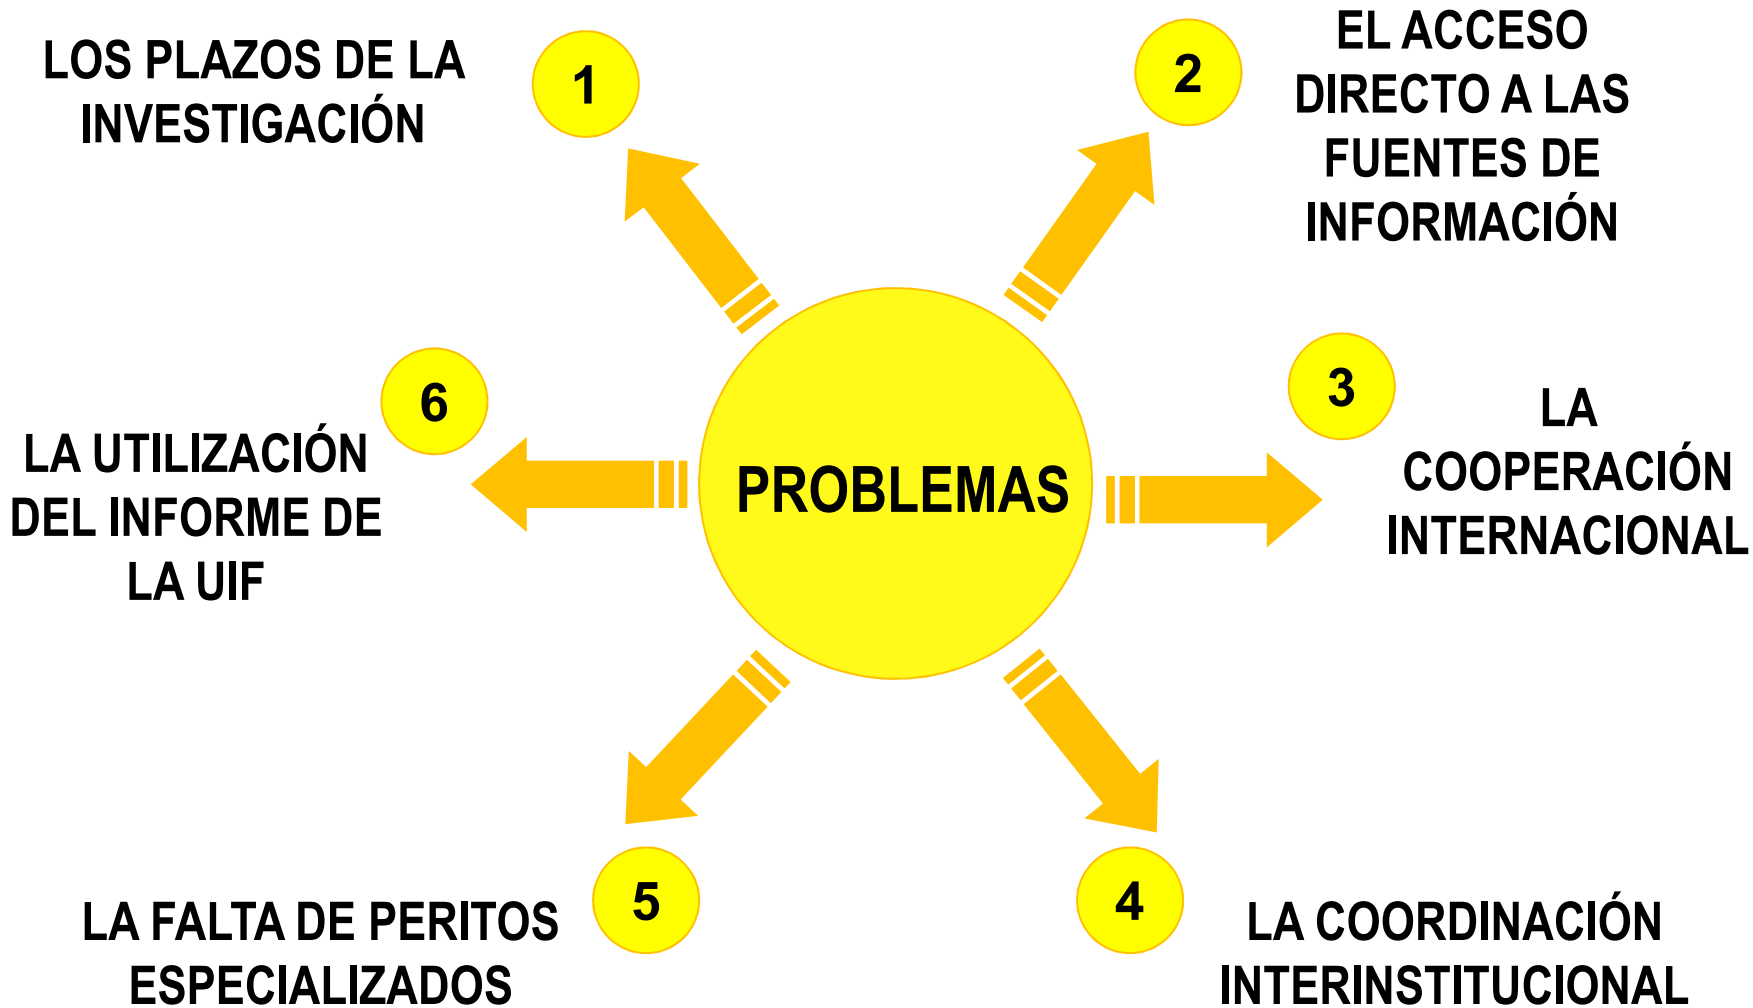 1
LOS PLAZOS DE LA
INVESTIGACIÓN
2
EL ACCESO
DIRECTO A LAS
FUENTES DE
INFORMACIÓN
3
LA
COOPERACIÓN
INTERNACIONAL
4
LA COORDINACIÓN
INTERINSTITUCIONAL
5
LA FALTA DE PERITOS
ESPECIALIZADOS
6
LA UTILIZACIÓN
DEL INFORME DE
LA UIF
PROBLEMAS